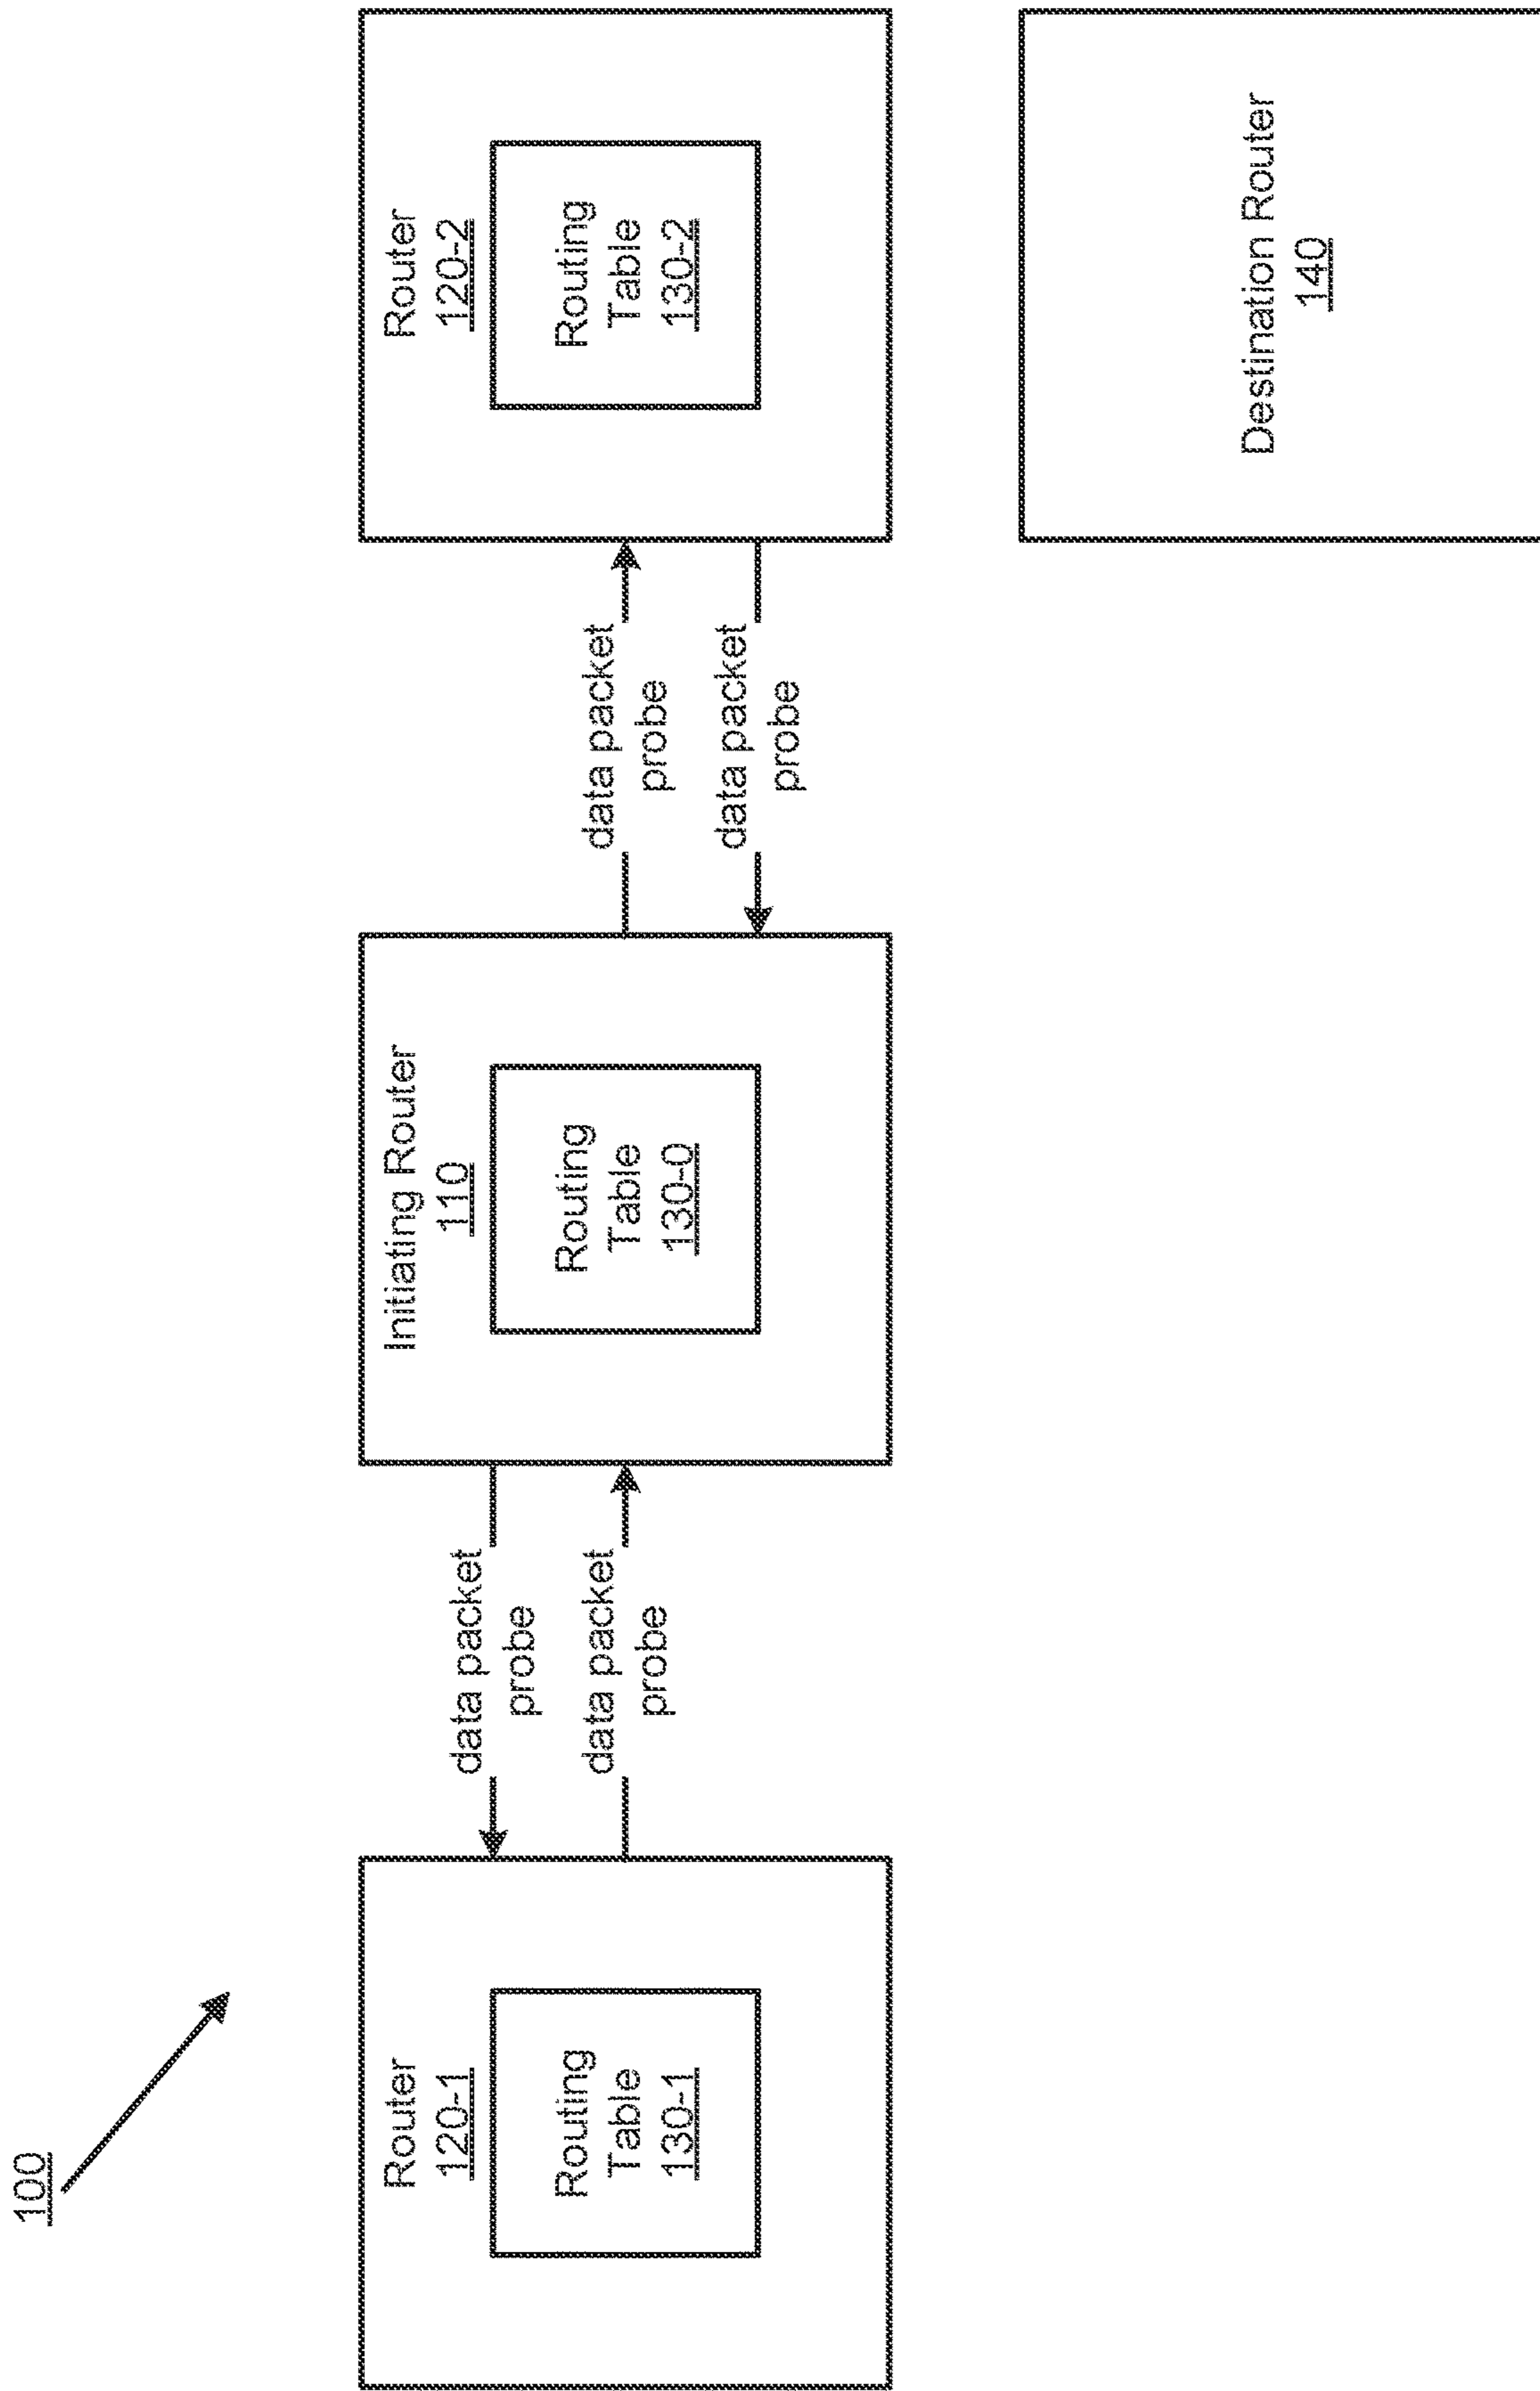 100
Router
120-1
Routing
Table
130-1
data packet
probe
data packet
probe
Initiating Router
110
Routing
Table
130-0
data packet
probe
data packet
probe
Router
120-2
Routing
Table
130-2
Destination Router
140